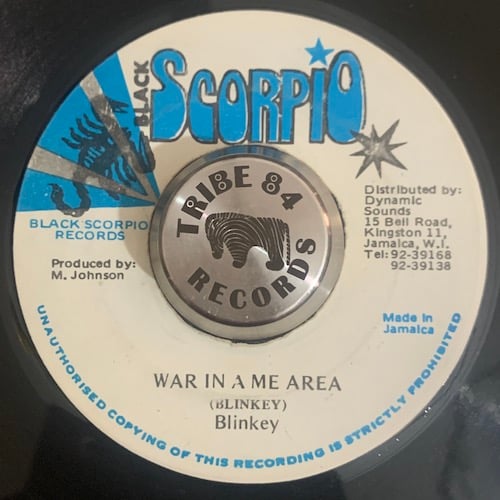 BLACK
SCORPIO
BLACK SCORPIO
RECORDS
Produced by:
M. Johnson
TRIBE 84
RECORDS
Distributed by:
Dynamic
Sounds
15 Bell Road,
Kingston 11,
Jamaica, W.I.
Tel: 92-39168
92-39138
Made in
Jamaica
WAR IN A ME AREA
(BLINKEY)
Blinkey
UNAUTHORISED COPYING OF THIS RECORDING IS STRICTLY PROHIBITED